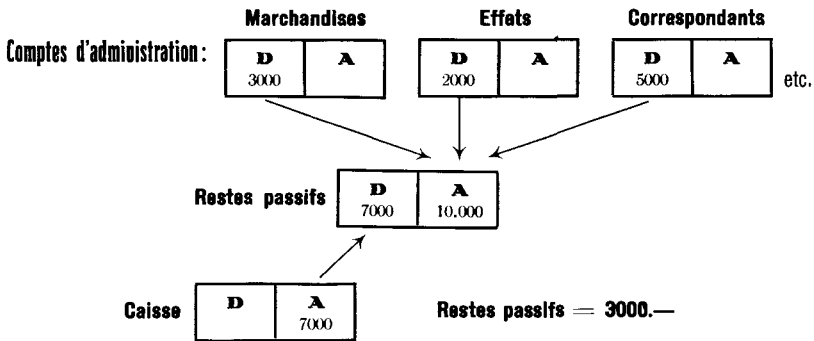 Marchandises Effets Correspondants
Comptes d'administration:
D A D A D A
3000 2000 5000 etc.
Restes passifs D A
7000 10.000
Caisse D A Restes passifs = 3000.—
7000